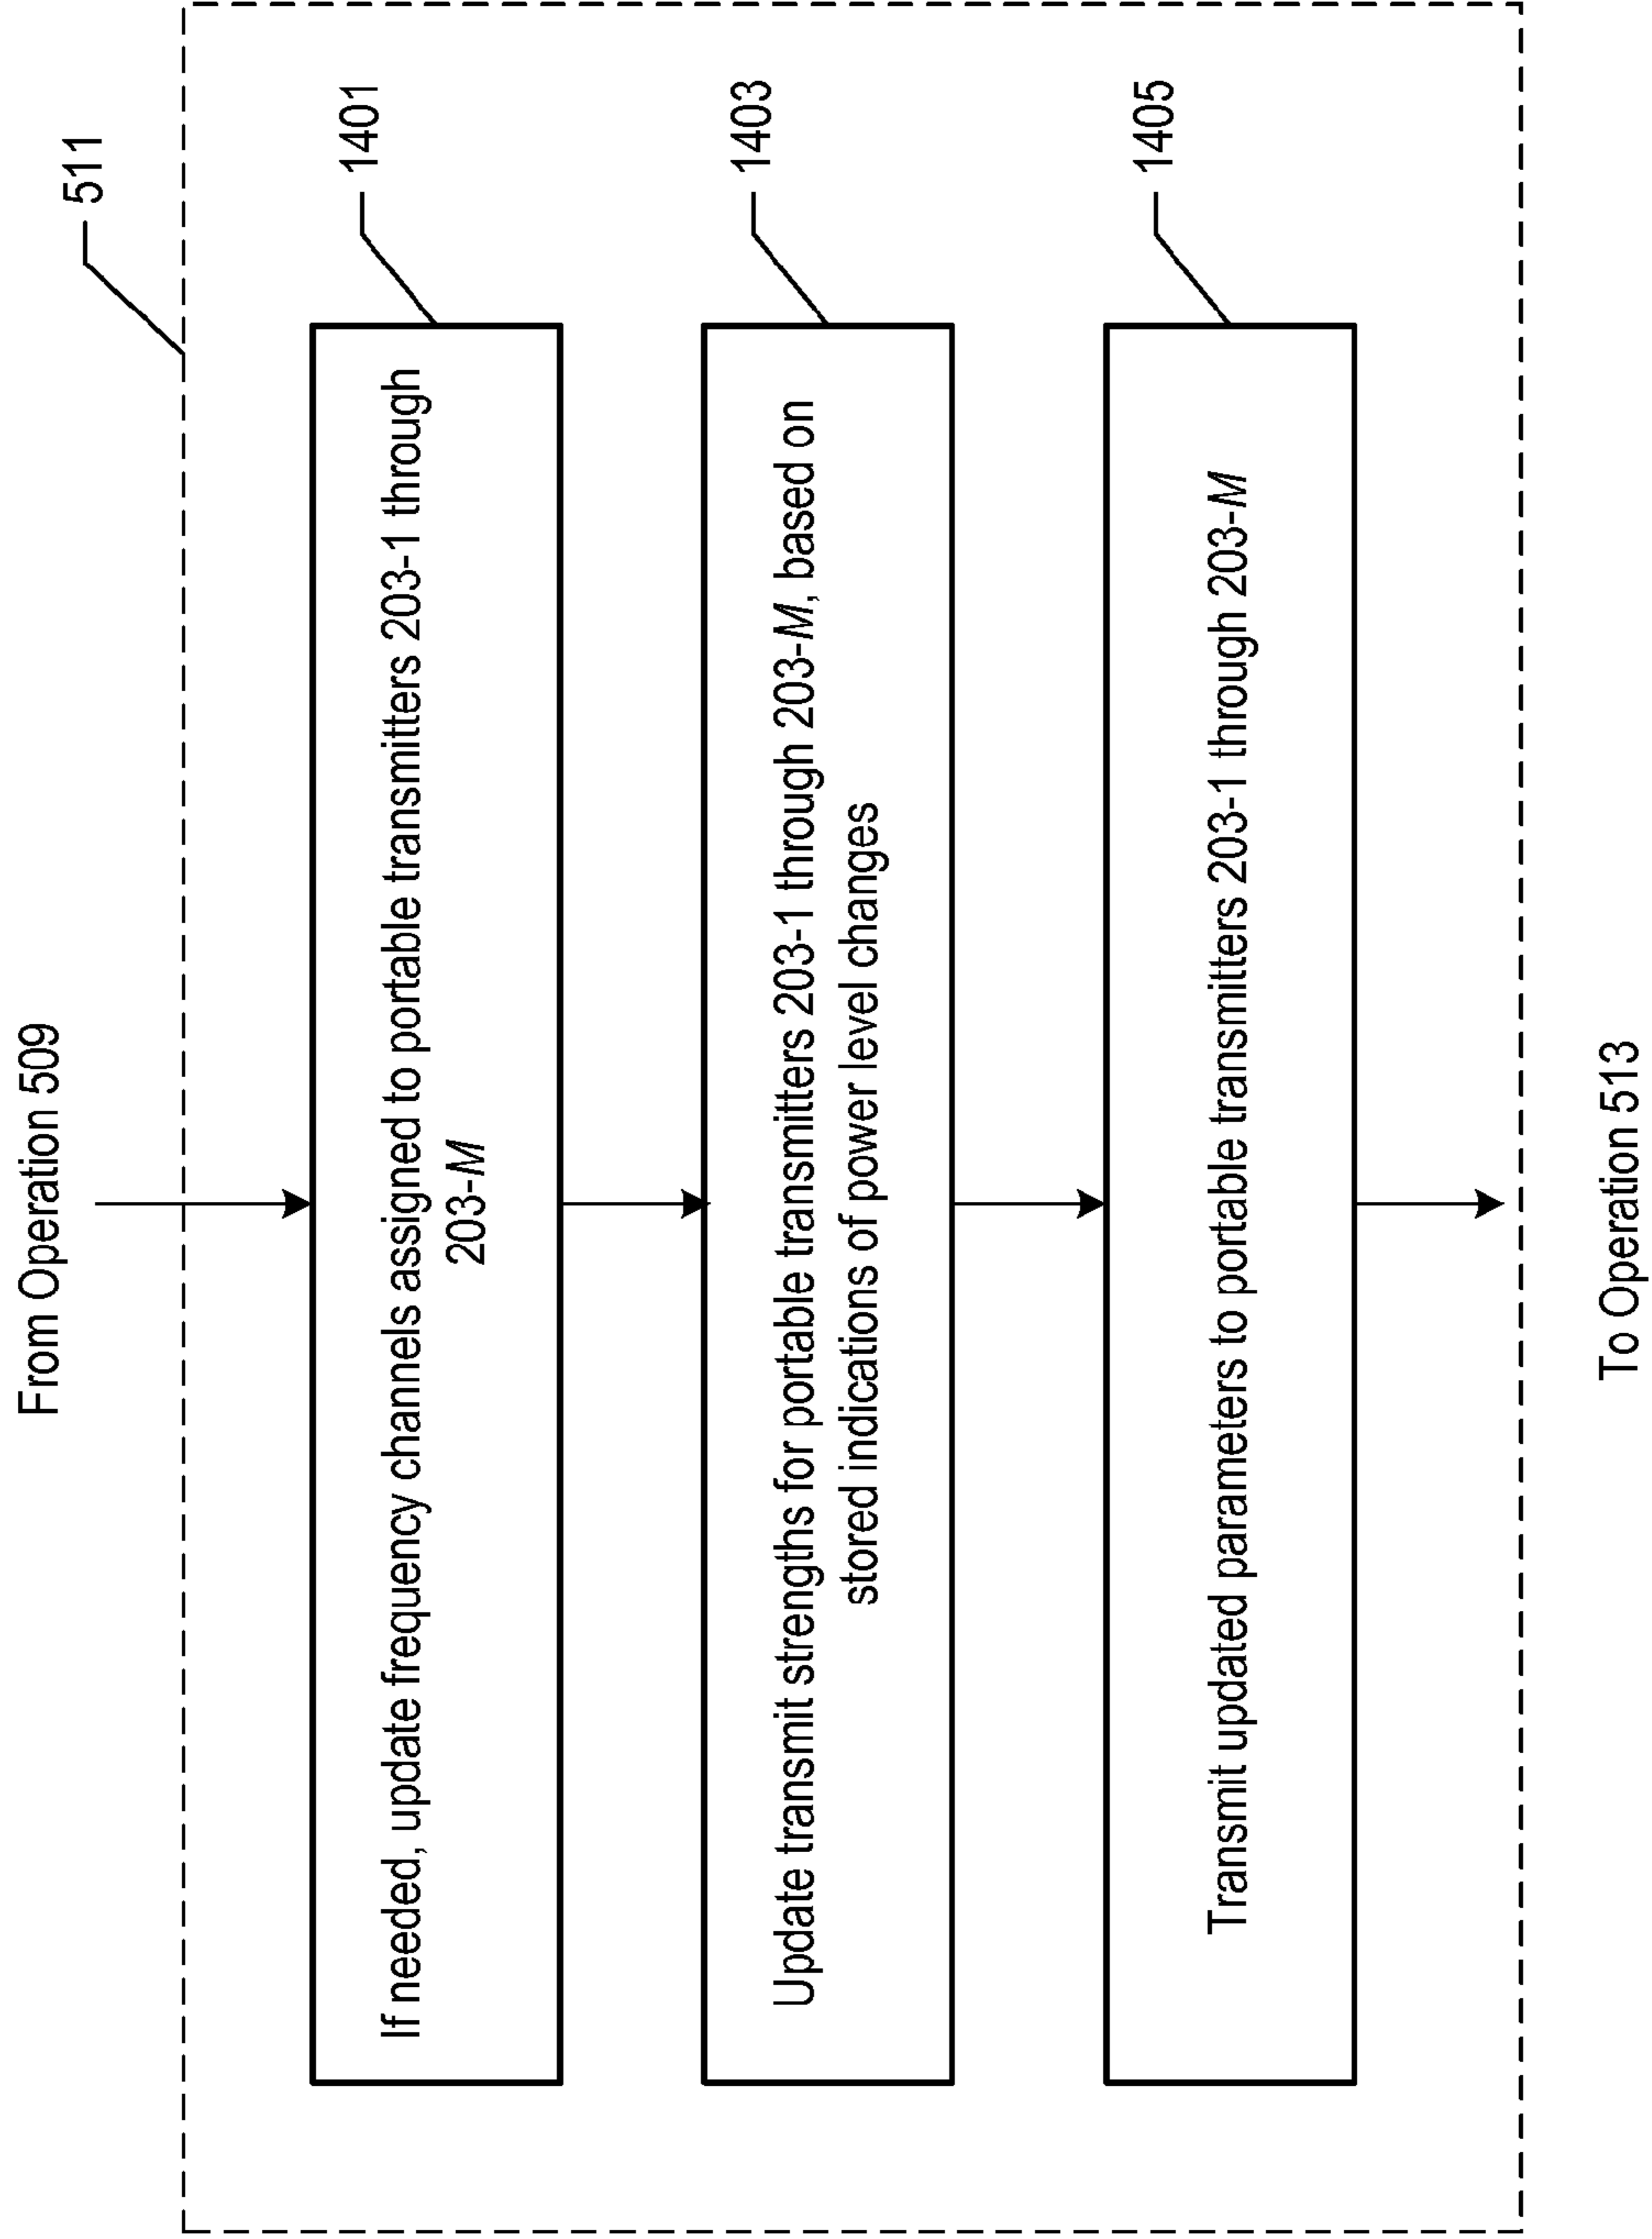 From Operation 509
511
1401
If needed, update frequency channels assigned to portable transmitters 203-1 through
203-M
1403
Update transmit strengths for portable transmitters 203-1 through 203-M, based on
stored indications of power level changes
1405
Transmit updated parameters to portable transmitters 203-1 through 203-M
To Operation 513